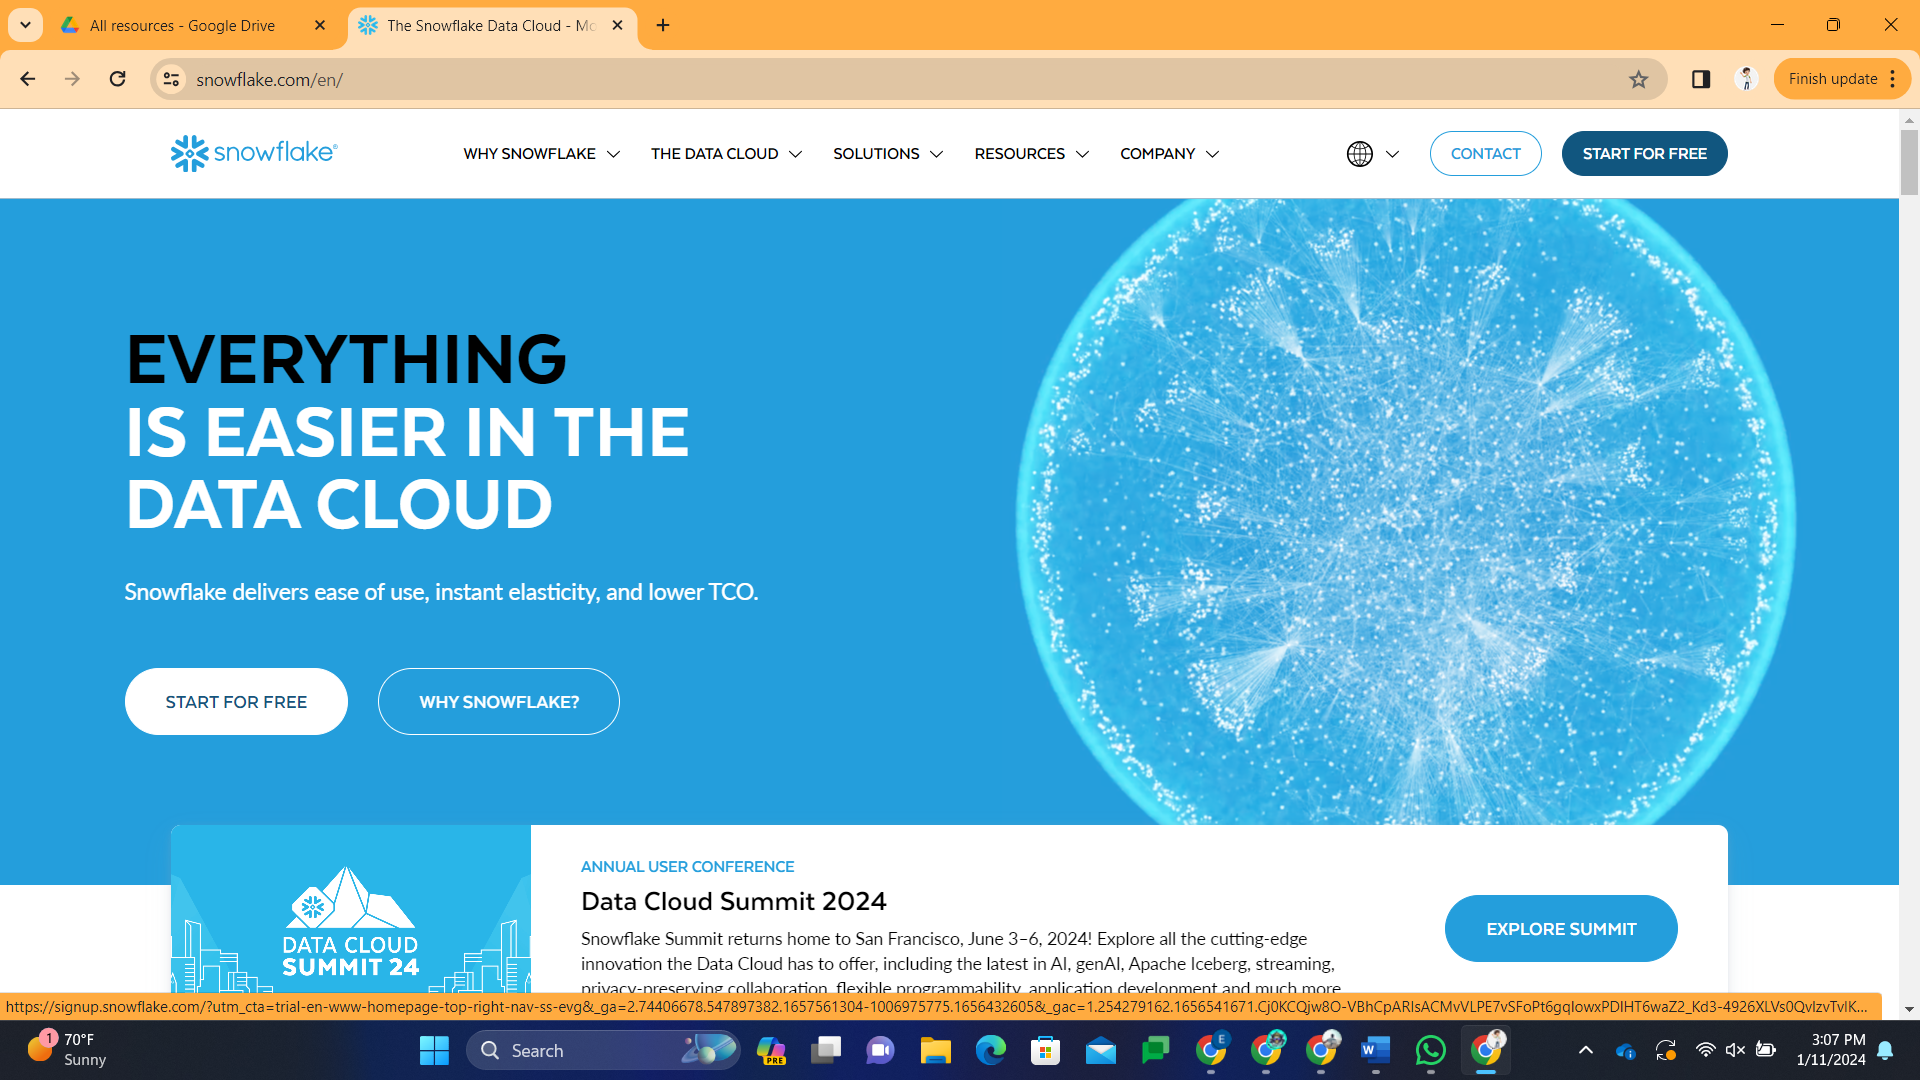 All resources - Google Drive
The Snowflake Data Cloud - Mo
snowflake.com/en/
Finish update
snowflake®
WHY SNOWFLAKE
THE DATA CLOUD
SOLUTIONS
RESOURCES
COMPANY
CONTACT
START FOR FREE
EVERYTHING
IS EASIER IN THE
DATA CLOUD
Snowflake delivers ease of use, instant elasticity, and lower TCO.
START FOR FREE
WHY SNOWFLAKE?
DATA CLOUD
SUMMIT 24
ANNUAL USER CONFERENCE
Data Cloud Summit 2024
Snowflake Summit returns home to San Francisco, June 3–6, 2024! Explore all the cutting-edge
innovation the Data Cloud has to offer, including the latest in AI, genAI, Apache Iceberg, streaming,
privacy-preserving collaboration, flexible programmability, application development and much more
EXPLORE SUMMIT
https://signup.snowflake.com/?utm_cta=trial-en-www-homepage-top-right-nav-ss-evg&_ga=2.74406678.547897382.1657561304-1006975775.1656432605&_gac=1.254279162.1656541671.Cj0KCQjw8O-VBhCpARIsACMvVLPE7vSFoPt6gqIowxPDIHT6waZ2_Kd3-4926XLVs0QvIzvTvIK...
1
70°F
Sunny
Search
PRE
E
W
3:07 PM
1/11/2024